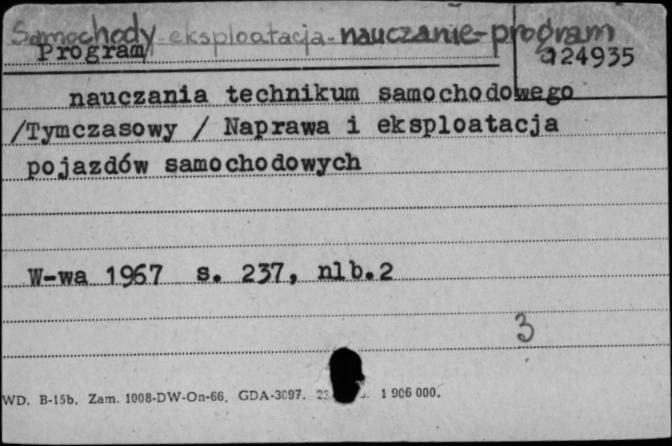 Samochody-eksploatacja-nauczanie-program
Program
124935
nauczania technikum samochodowego
/Tymczasowy / Naprawa i eksploatacja
pojazdów samochodowych
W-wa 1967 s. 237, nlb.2
3
WD. B-15b. Zam. 1008-DW-On-66. GDA-3097. 1 906 000.